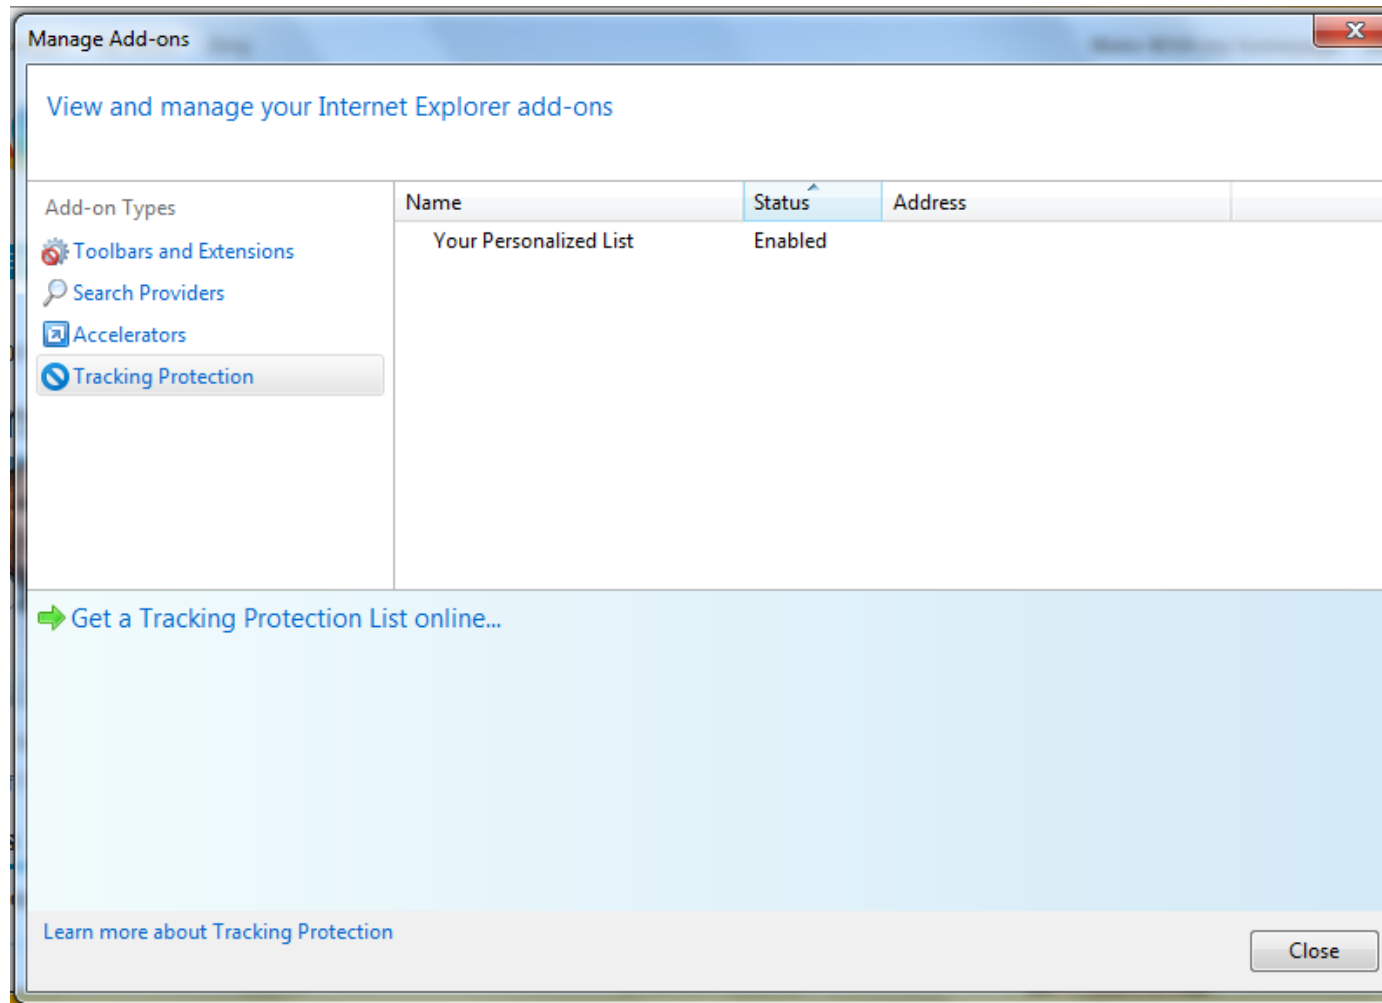 Manage Add-ons
View and manage your Internet Explorer add-ons
Add-on Types
Toolbars and Extensions
Search Providers
Accelerators
Tracking Protection
Name Status Address
Your Personalized List Enabled
Get a Tracking Protection List online...
Learn more about Tracking Protection
Close